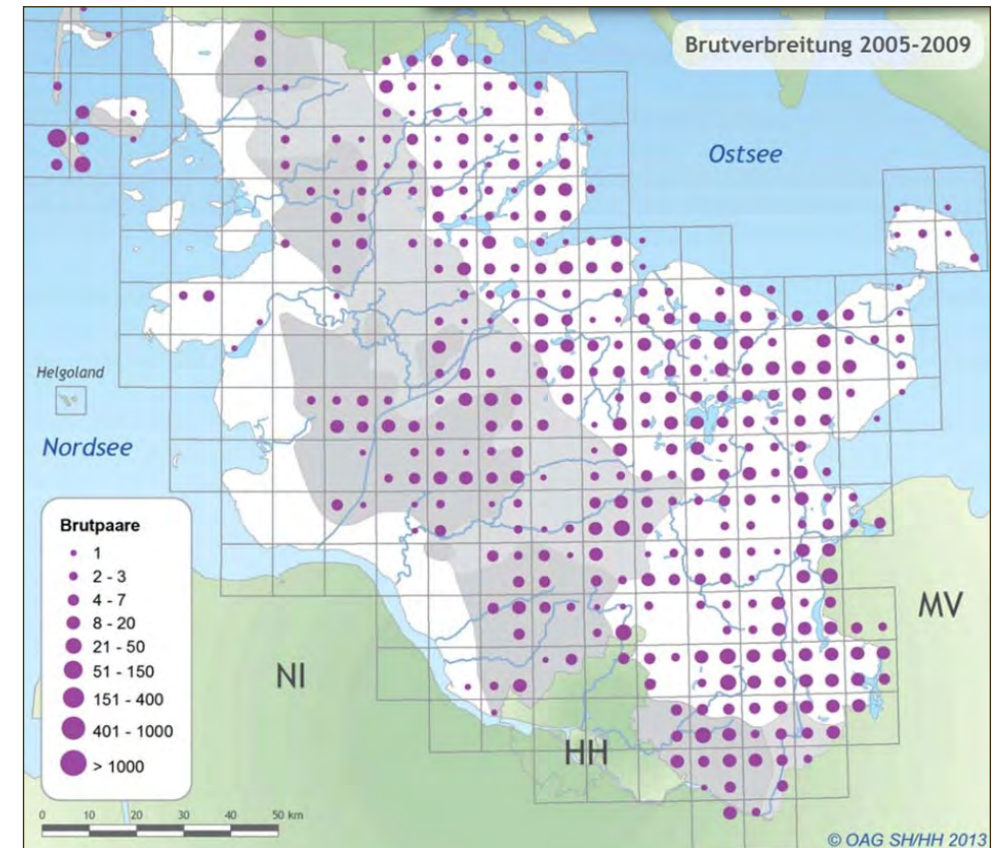 Brutverbreitung 2005-2009
Ostsee
Helgoland
Nordsee
Brutpaare
1
2 - 3
4 - 7
8 - 20
21 - 50
51 - 150
151 - 400
401 - 1000
> 1000
NI
HH
MV
0 10 20 30 40 50 km
© OAG SH/HH 2013